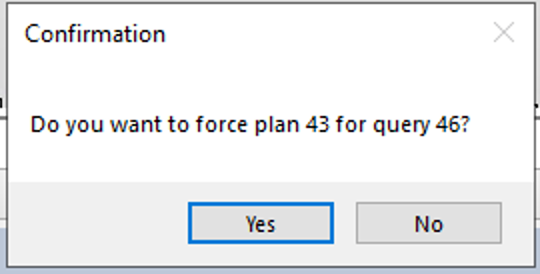 Confirmation
Do you want to force plan 43 for query 46?
Yes
No